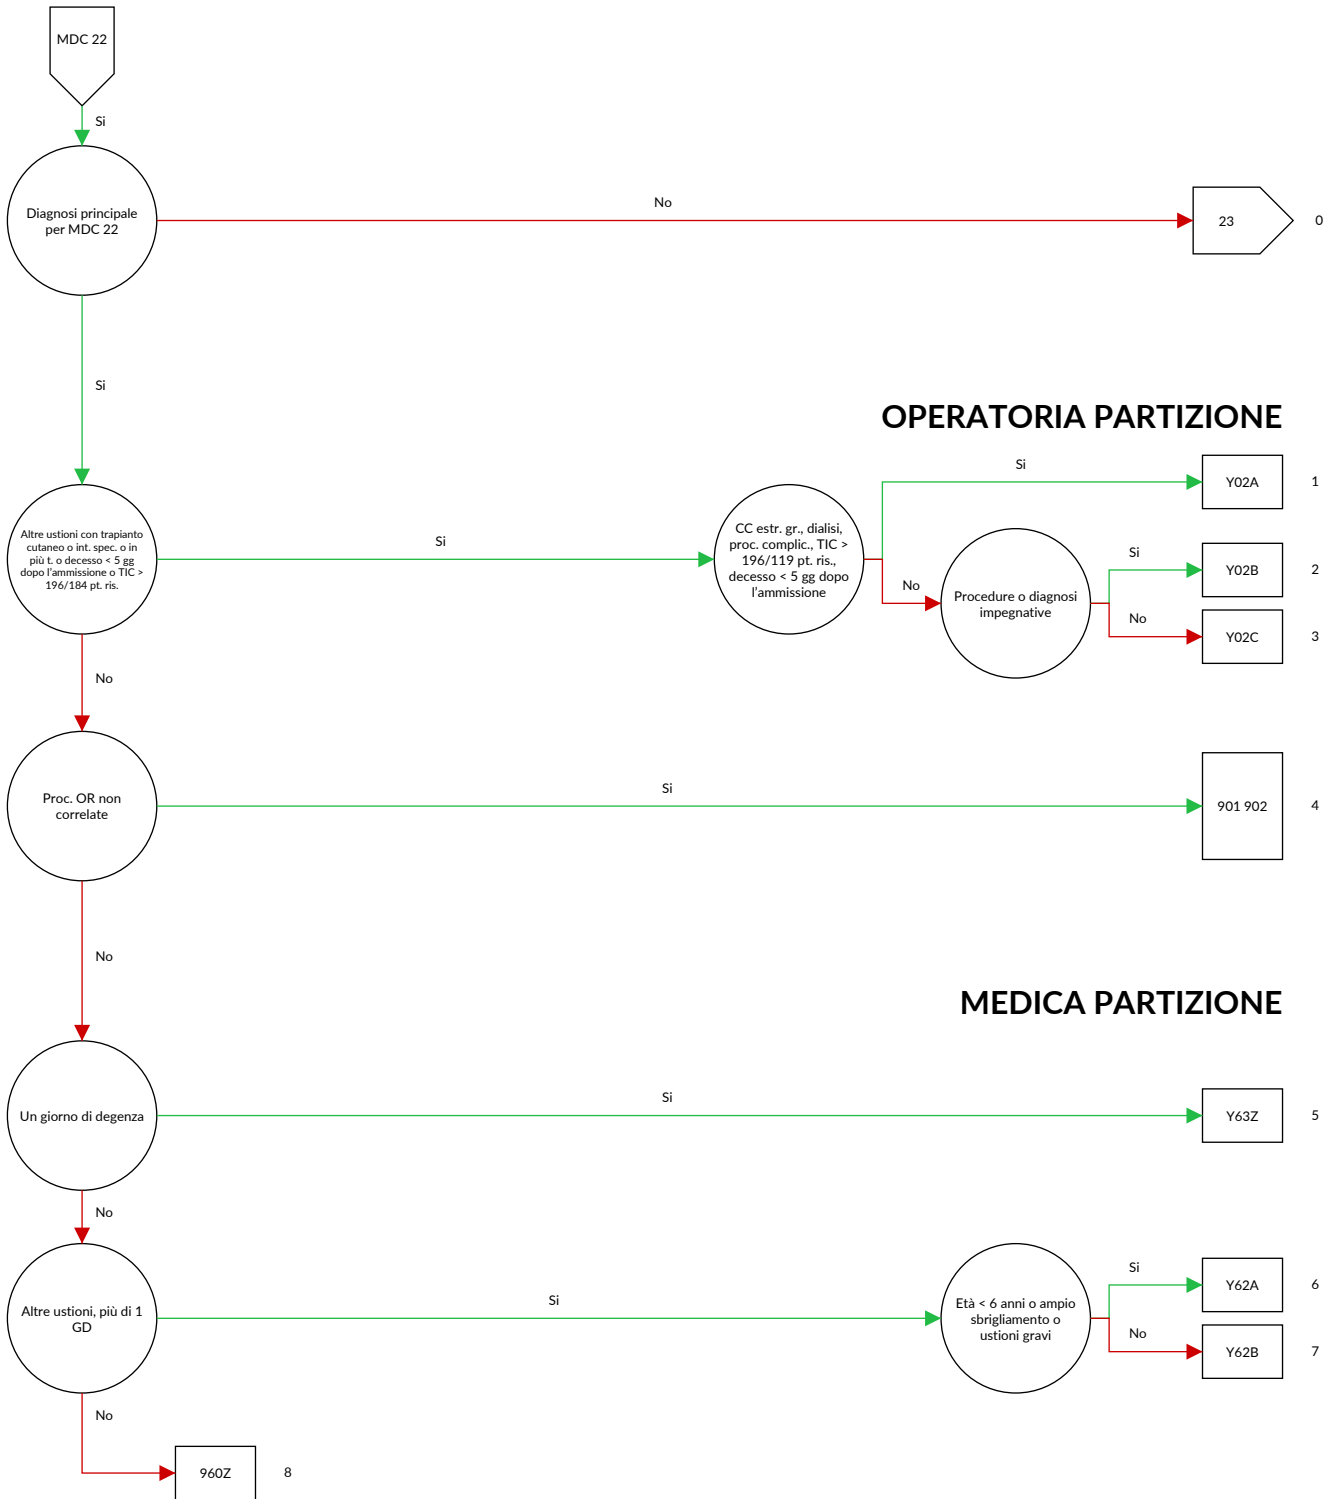 MDC 22
Si
Diagnosi principale
per MDC 22
No
23
0
Si
OPERATORIA PARTIZIONE
Altre ustioni con trapianto
cutaneo o int. spec. o in
più t. o decesso < 5 gg
dopo l'ammissione o TIC >
196/184 pt. ris.
Si
CC estr. gr., dialisi,
proc. complic., TIC >
196/119 pt. ris.,
decesso < 5 gg dopo
l'ammissione
Si
Y02A
1
No
Procedure o diagnosi
impegnative
Si
Y02B
2
No
Y02C
3
No
Proc. OR non
correlate
Si
901 902
4
No
MEDICA PARTIZIONE
Un giorno di degenza
Si
Y63Z
5
No
Altre ustioni, più di 1
GD
Si
Età < 6 anni o ampio
sbrigliamento o
ustioni gravi
Si
Y62A
6
No
Y62B
7
No
960Z
8